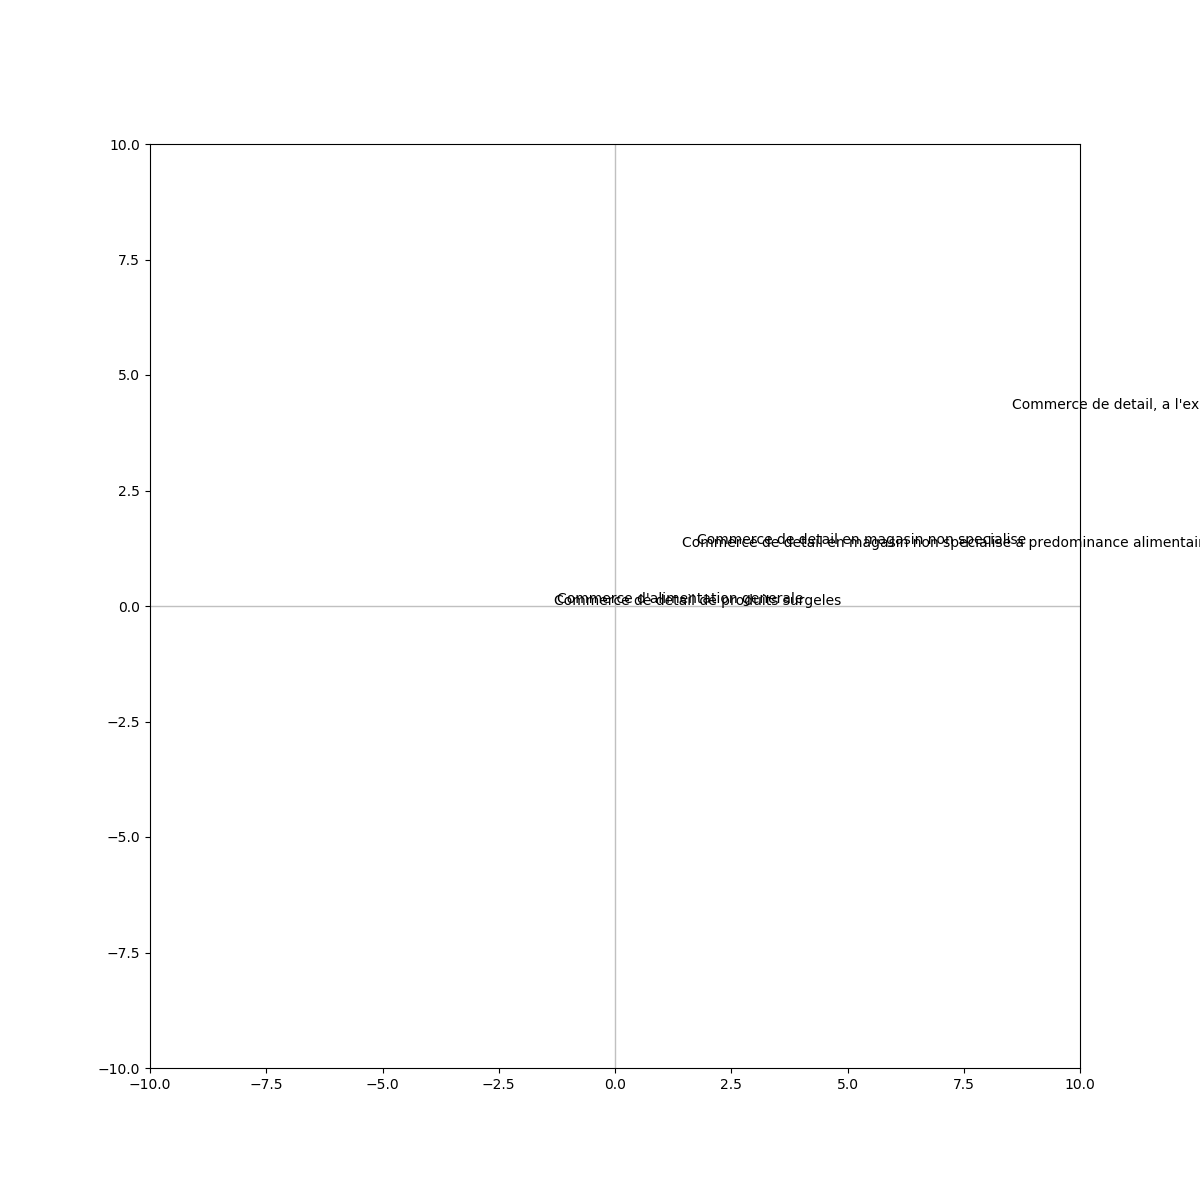 10.0
7.5
5.0
Commerce de detail, a l'ex
2.5
Commerce de detail en magasin non specialise
Commerce de detail en magasin non specialise a predominance alimentai
Commerce d'alimentation generale
Commerce de detail de produits surgeles
0.0
−2.5
−5.0
−7.5
−10.0
−10.0 −7.5 −5.0 −2.5 0.0 2.5 5.0 7.5 10.0